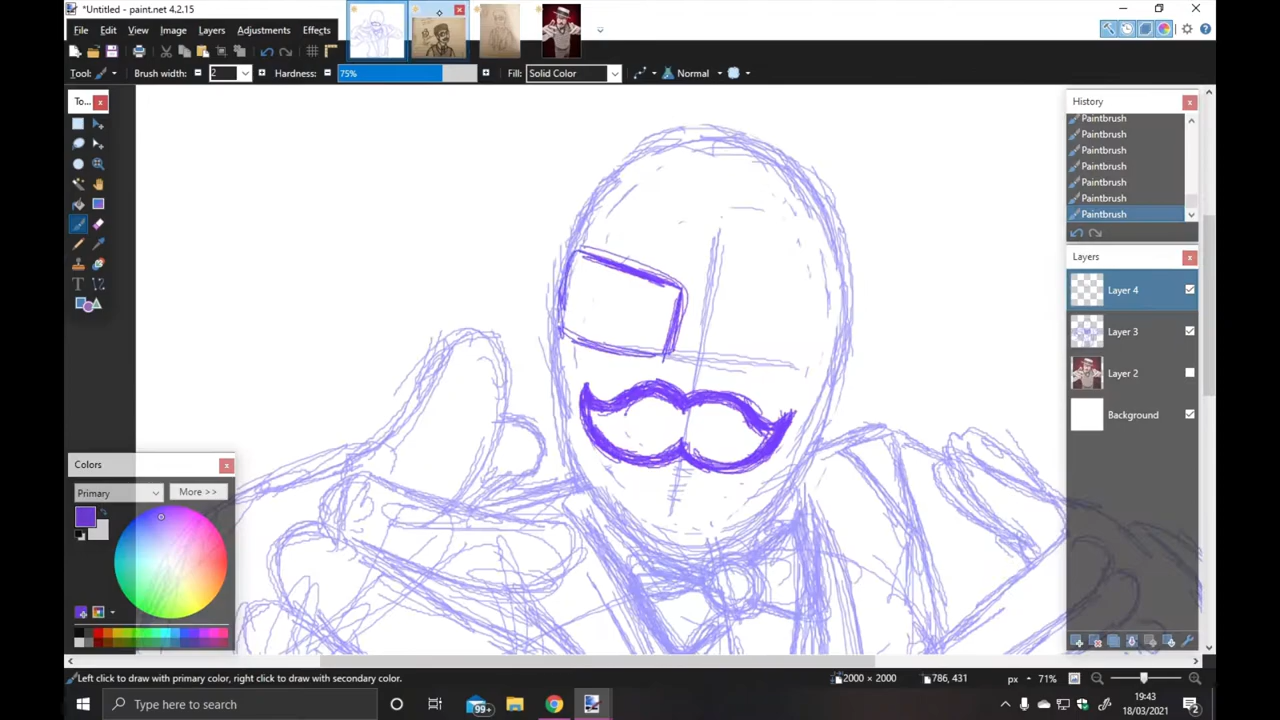 *Untitled - paint.net 4.2.15
File Edit View Image Layers Adjustments Effects
Tool: Brush width: 2 Hardness: 75% Fill: Solid Color Normal
To...
History
Paintbrush
Paintbrush
Paintbrush
Paintbrush
Paintbrush
Paintbrush
Paintbrush
Layers
Layer 4
Layer 3
Layer 2
Background
Colors
Primary More >>
Left click to draw with primary color, right click to draw with secondary color. 2000 × 2000 786, 431 px 71%
Type here to search 99+ 19:43
18/03/2021 2